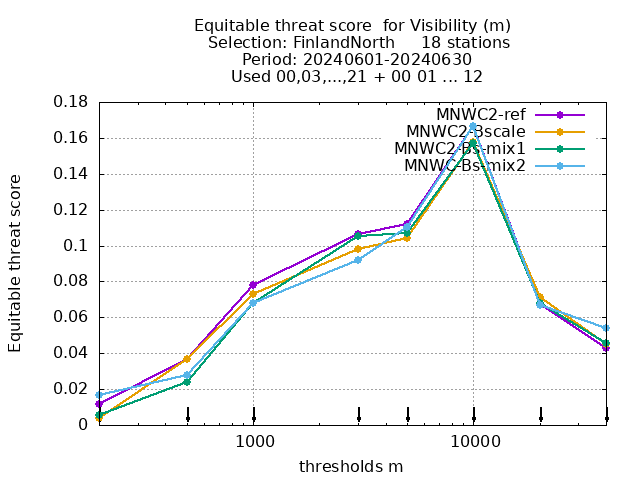 Equitable threat score  for Visibility (m)
Selection: FinlandNorth     18 stations
Period: 20240601-20240630
Used 00,03,...,21 + 00 01 ... 12
0.18
0.16
0.14
0.12
0.1
0.08
0.06
0.04
0.02
0
Equitable threat score
MNWC2-ref
MNWC2-Bscale
MNWC2-Bs-mix1
MNWC-Bs-mix2
1000
10000
thresholds m